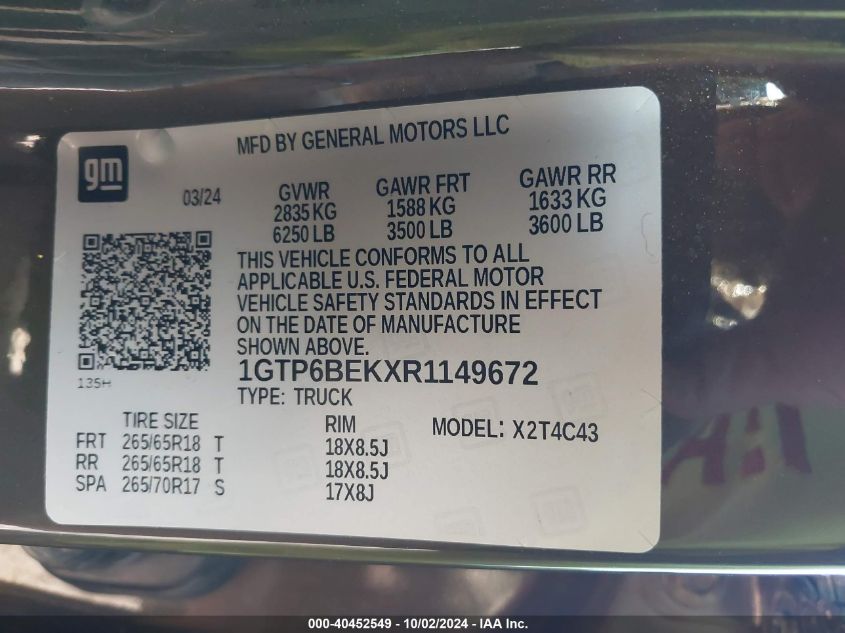 MFD BY GENERAL MOTORS LLC
gm
03/24
GVWR GAWR FRT GAWR RR
2835 KG 1588 KG 1633 KG
6250 LB 3500 LB 3600 LB
THIS VEHICLE CONFORMS TO ALL
APPLICABLE U.S. FEDERAL MOTOR
VEHICLE SAFETY STANDARDS IN EFFECT
ON THE DATE OF MANUFACTURE
SHOWN ABOVE.
135H
1GTP6BEKXR1149672
TYPE: TRUCK
TIRE SIZE RIM MODEL: X2T4C43
FRT 265/65R18 T 18X8.5J
RR 265/65R18 T 18X8.5J
SPA 265/70R17 S 17X8J
000-40452549 - 10/02/2024 - © IAA Inc.